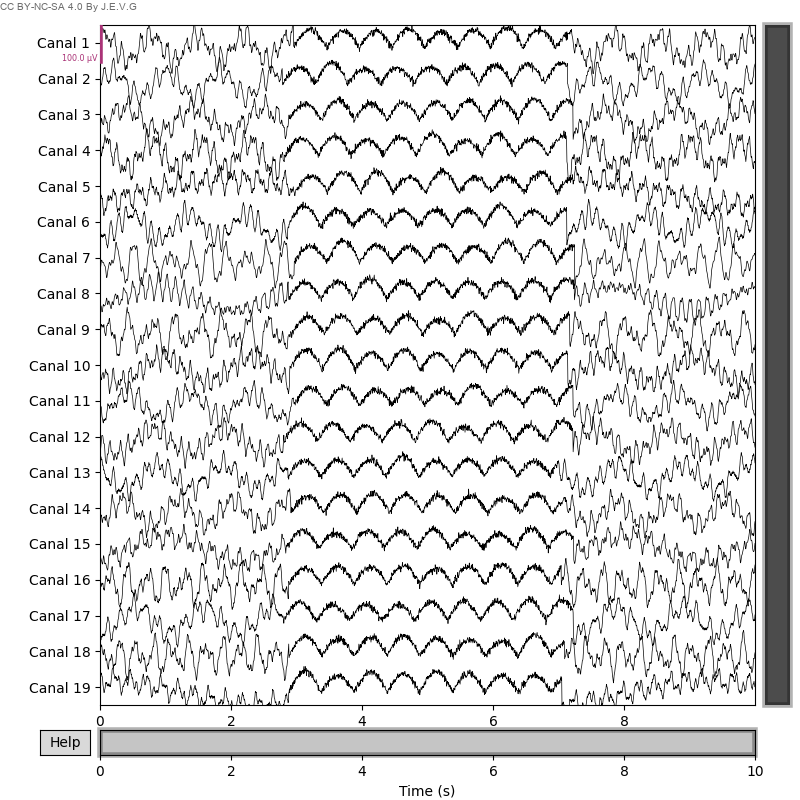 CC BY-NC-SA 4.0 By J.E.V.G
Canal 1
100.0 µV
Canal 2
Canal 3
Canal 4
Canal 5
Canal 6
Canal 7
Canal 8
Canal 9
Canal 10
Canal 11
Canal 12
Canal 13
Canal 14
Canal 15
Canal 16
Canal 17
Canal 18
Canal 19
0 2 4 6 8
Help
0 2 4 6 8 10
Time (s)